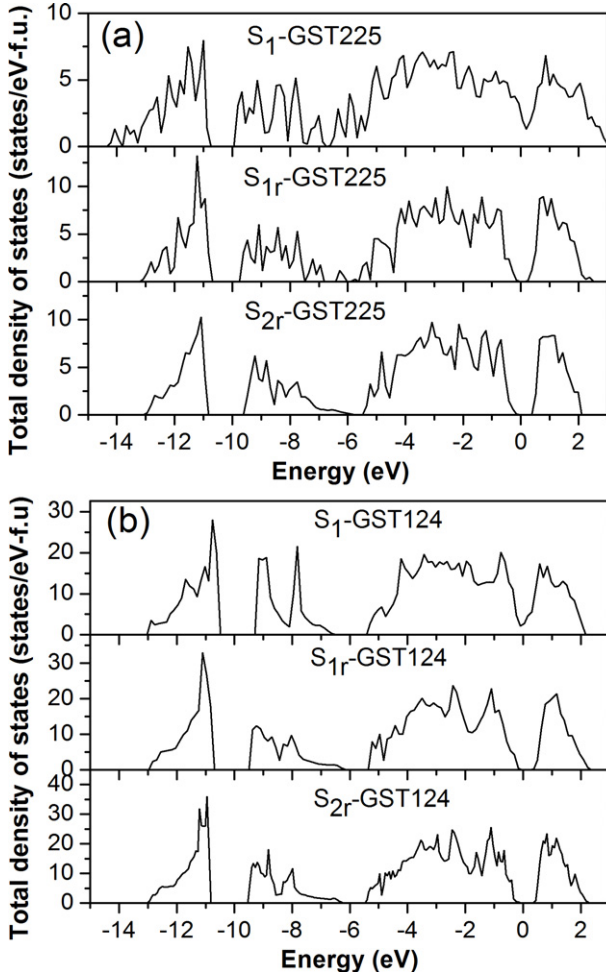 (a)
S1-GST225
10
5
0
S1r-GST225
10
5
0
S2r-GST225
10
5
0
Total density of states (states/eV-f.u.)
-14 -12 -10 -8 -6 -4 -2 0 2
Energy (eV)
(b)
S1-GST124
30
20
10
0
S1r-GST124
30
20
10
0
S2r-GST124
40
30
20
10
0
Total density of states (states/eV-f.u)
-14 -12 -10 -8 -6 -4 -2 0 2
Energy (eV)